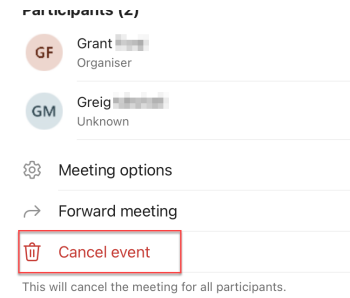 Participants (2)
GF
Grant
Organiser
GM
Greig
Unknown
Meeting options
Forward meeting
Cancel event
This will cancel the meeting for all participants.